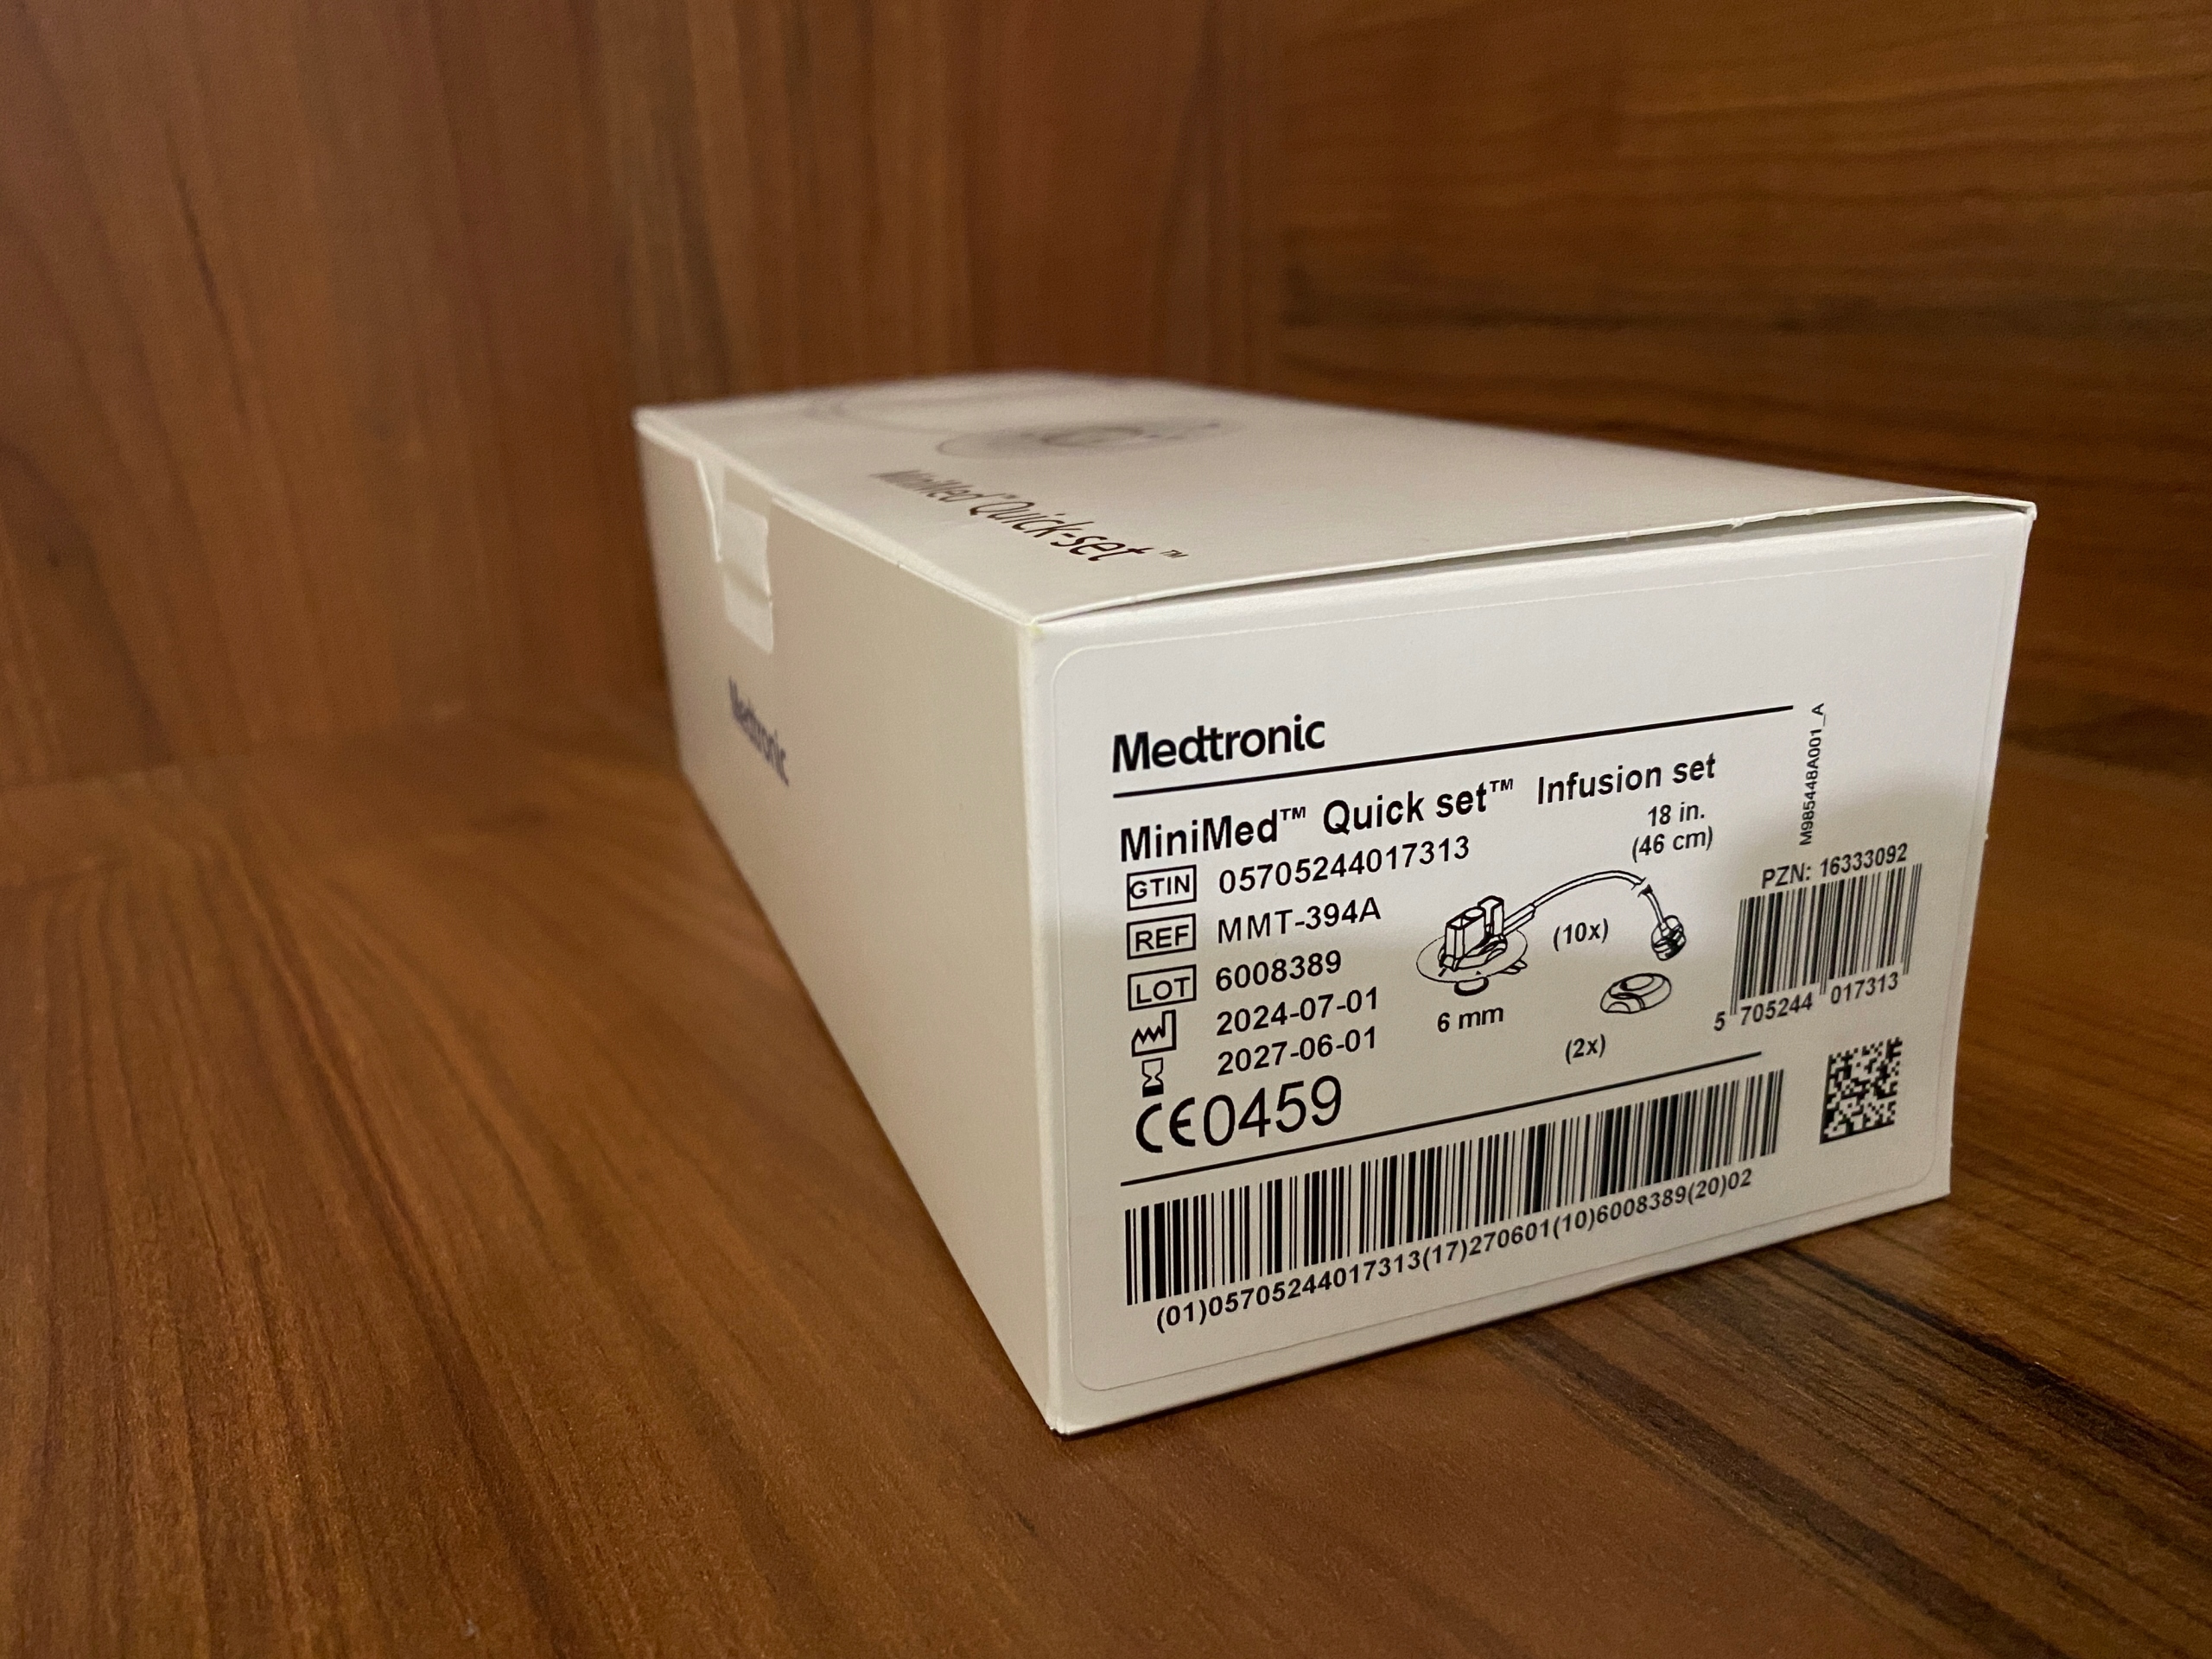 MiniMed™ Quick-set™
Medtronic
Medtronic
MiniMed™ Quick set™ Infusion set
GTIN 05705244017313
18 in.
(46 cm)
REF MMT-394A
LOT 6008389
2024-07-01
2027-06-01
(10x)
6 mm
(2x)
CE0459
M985448A001_A
PZN: 16333092
5 705244 017313
(01)05705244017313(17)270601(10)6008389(20)02